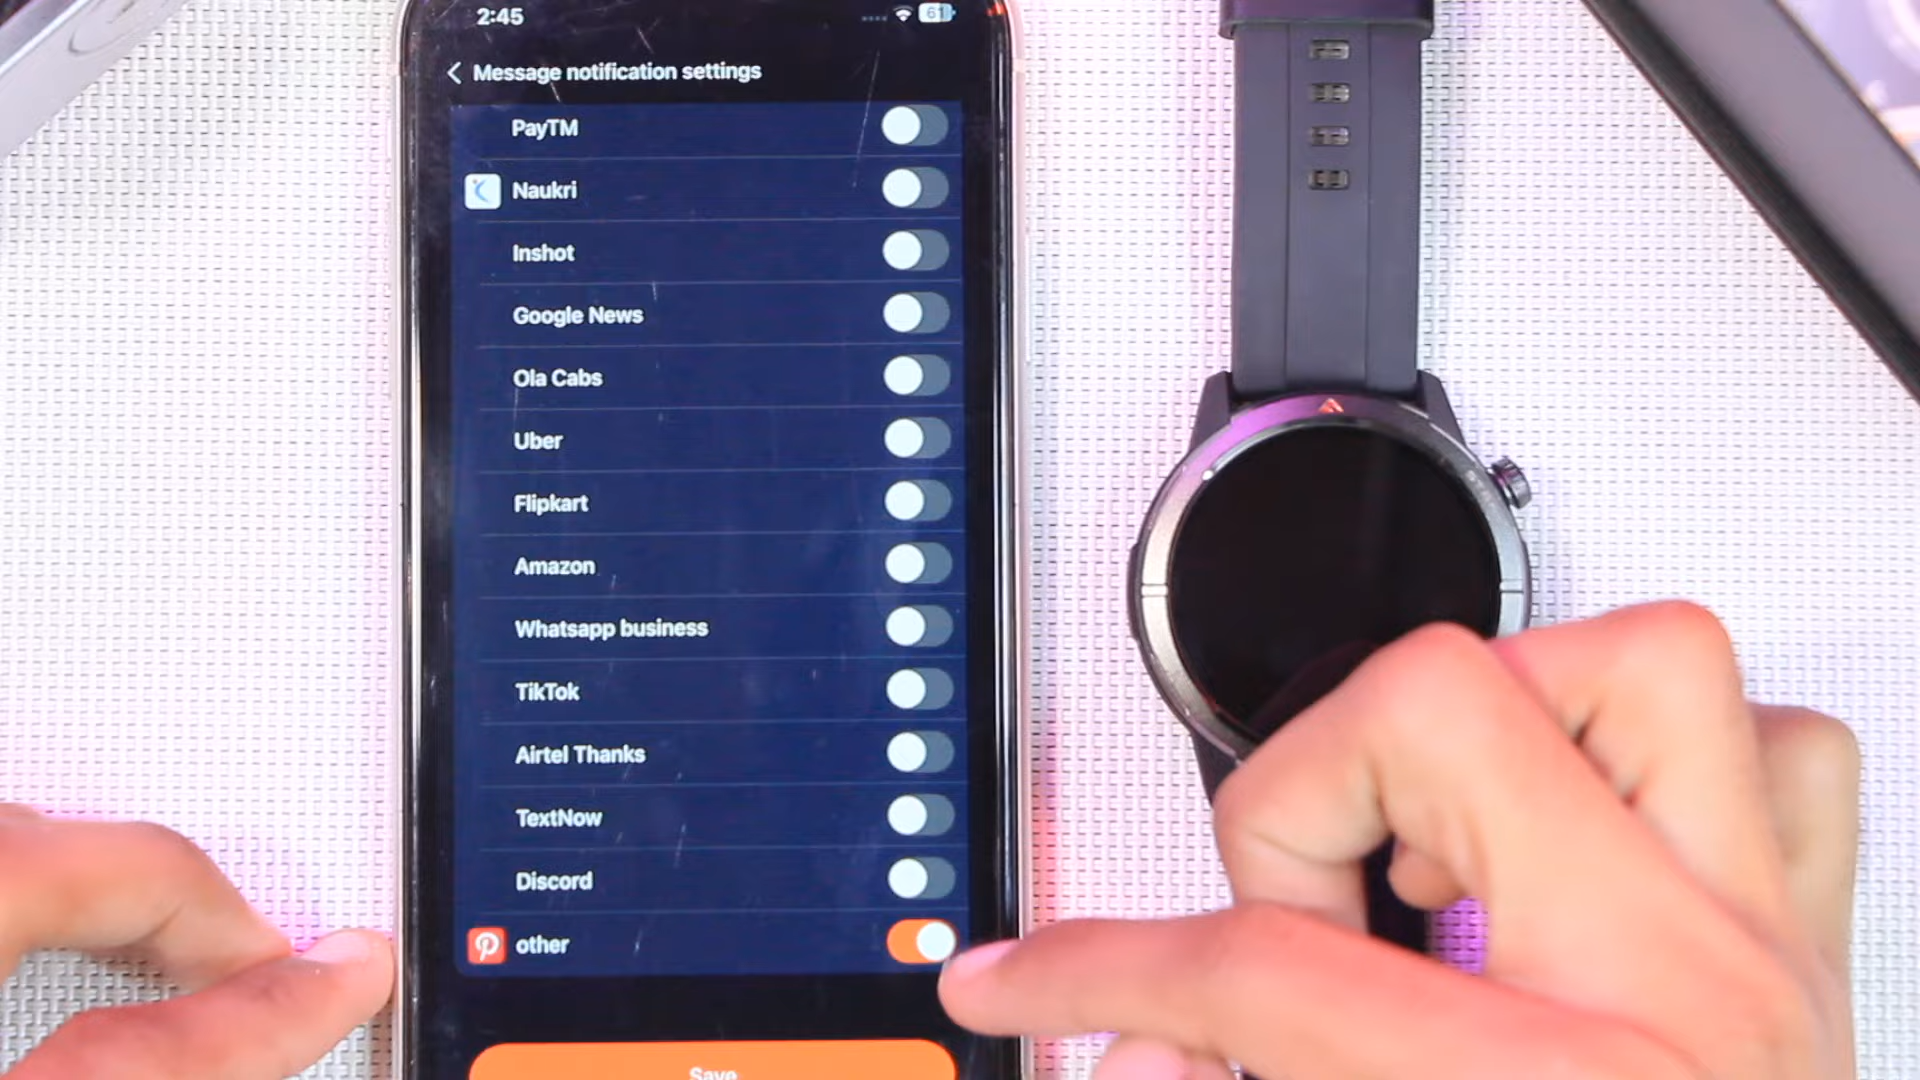 2:45
61
Message notification settings
PayTM
Naukri
Inshot
Google News
Ola Cabs
Uber
Flipkart
Amazon
Whatsapp business
TikTok
Airtel Thanks
TextNow
Discord
other
Save